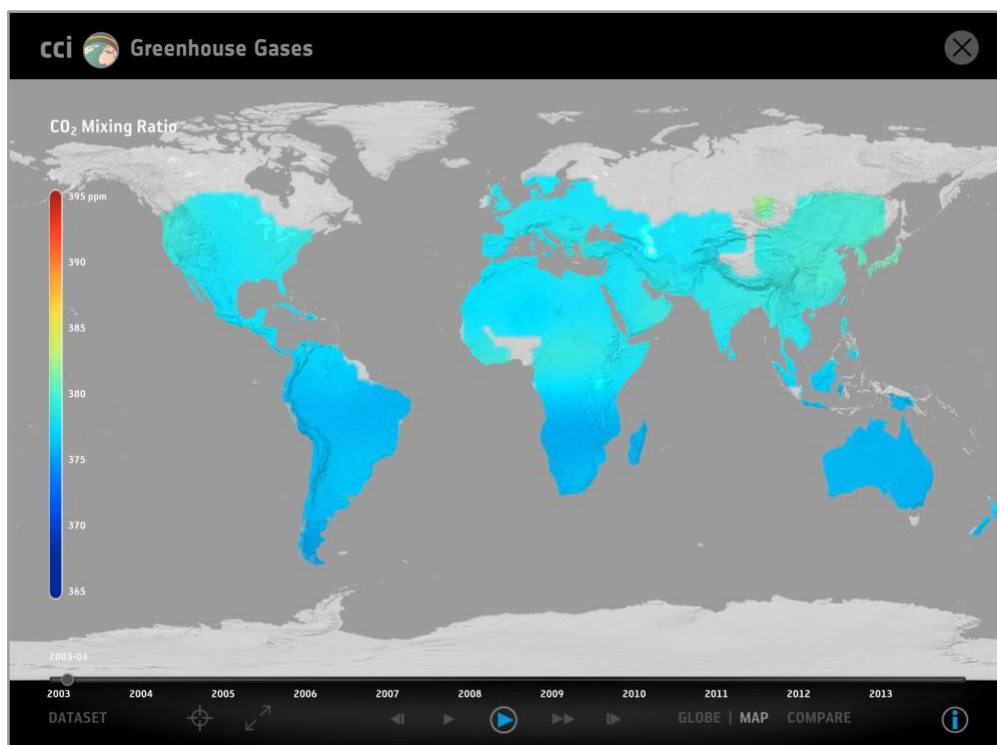 cci Greenhouse Gases
CO₂ Mixing Ratio
395 ppm
390
385
380
375
370
365
2003-03
2003 2004 2005 2006 2007 2008 2009 2010 2011 2012 2013
DATASET GLOBE | MAP COMPARE i